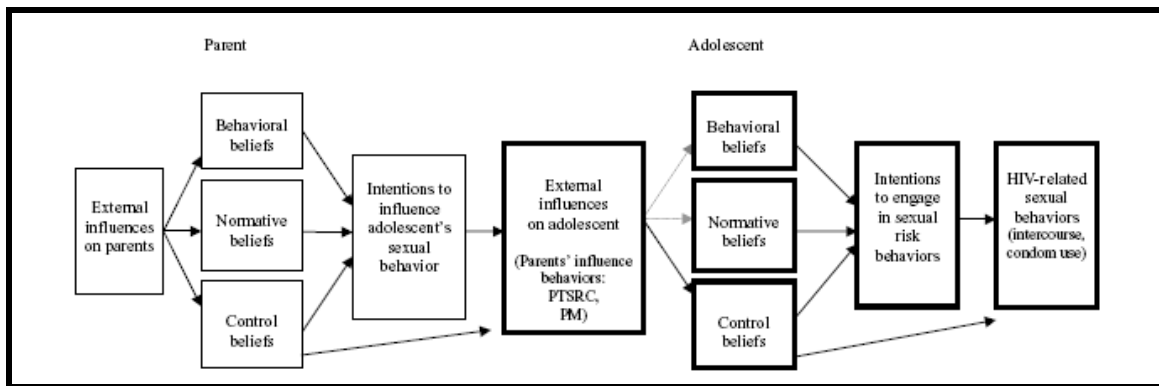 Parent
Adolescent
External
influences
on parents
Behavioral
beliefs
Normative
beliefs
Control
beliefs
Intentions to
influence
adolescent's
sexual
behavior
External
influences
on adolescent
(Parents' influence
behaviors:
PTSRC,
PM)
Behavioral
beliefs
Normative
beliefs
Control
beliefs
Intentions
to engage
in sexual
risk
behaviors
HIV-related
sexual
behaviors
(intercourse,
condom use)